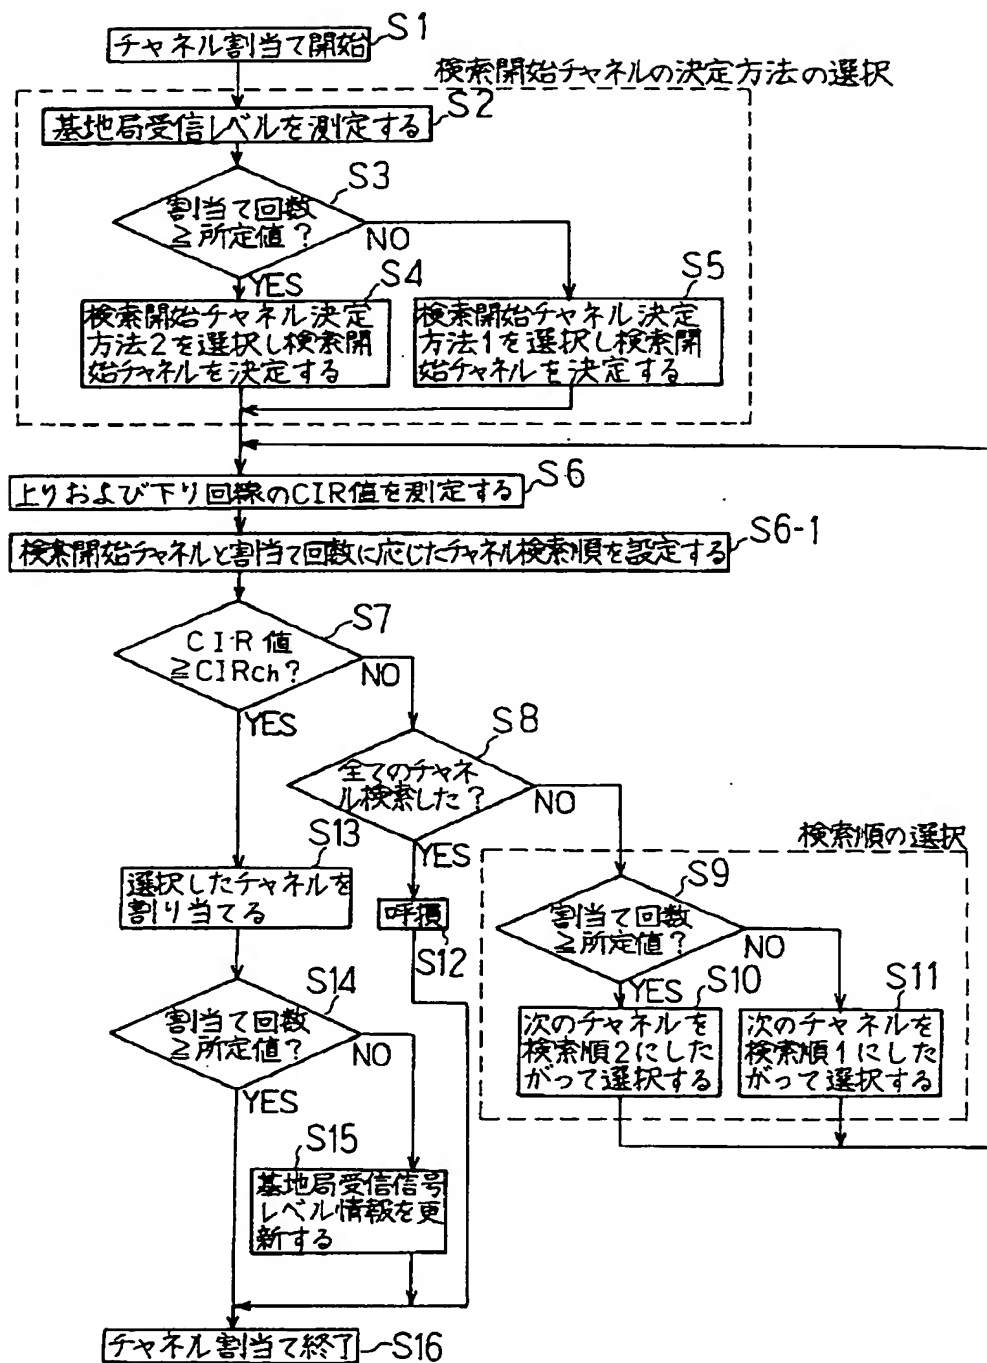 チャネル割当て開始
S1
検索開始チャネルの決定方法の選択
S2
基地局受信レベルを測定する
S3
割当て回数
≧所定値?
NO
YES
S4
検索開始チャネル決定
方法2を選択し検索開
始チャネルを決定する
S5
検索開始チャネル決定
方法1を選択し検索開
始チャネルを決定する
上りおよび下り回線のCIR値を測定する
S6
検索開始チャネルと割当て回数に応じたチャネル検索順を設定する
S6-1
S7
CIR値
≧CIRch?
NO
YES
S8
全てのチャネ
ル検索した?
NO
YES
S13
選択したチャネルを
割り当てる
呼損
S12
検索順の選択
S9
割当て回数
≧所定値?
NO
YES
S10
次のチャネルを
検索順2にした
がって選択する
S11
次のチャネルを
検索順1にした
がって選択する
S14
割当て回数
≧所定値?
NO
YES
S15
基地局受信信号
レベル情報を更
新する
チャネル割当て終了
S16